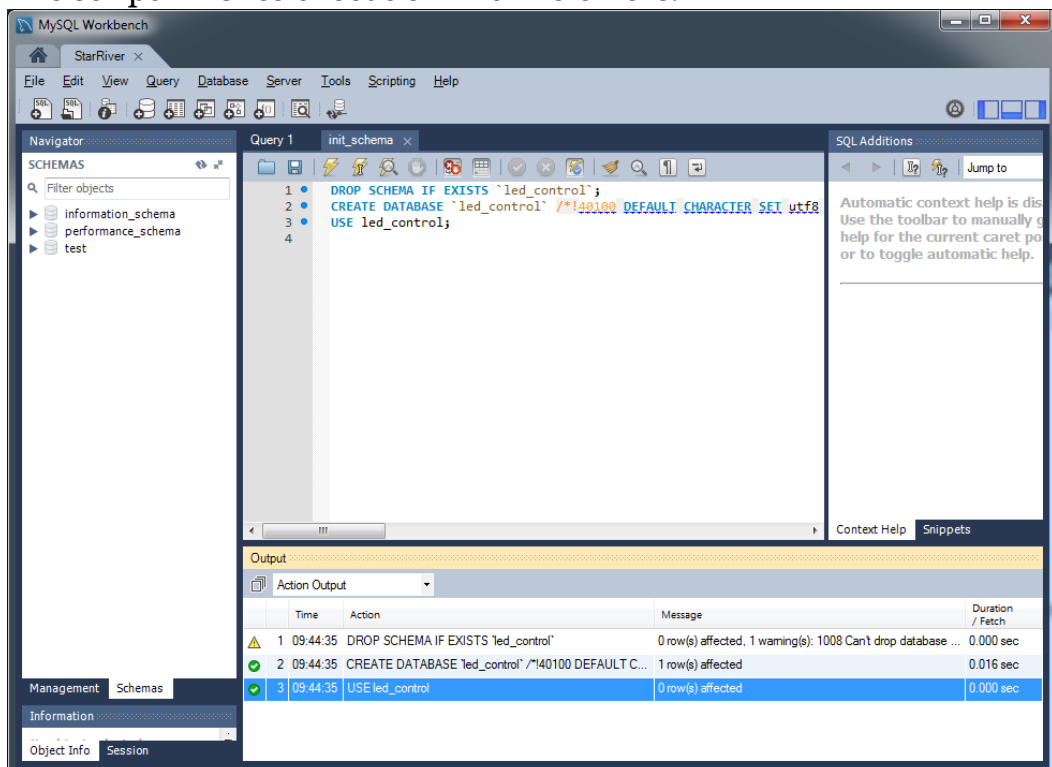 MySQL Workbench
StarRiver
File Edit View Query Database Server Tools Scripting Help
Navigator
SCHEMAS
Filter objects
information_schema
performance_schema
test
Management Schemas
Information
Object Info Session
Query 1 init_schema
1 DROP SCHEMA IF EXISTS `led_control`;
2 CREATE DATABASE `led_control` /*!40100 DEFAULT CHARACTER SET utf8
3 USE led_control;
4
SQL Additions
Jump to
Automatic context help is dis
Use the toolbar to manually g
help for the current caret po
or to toggle automatic help.
Context Help Snippets
Output
Action Output
Time Action Message Duration / Fetch
1 09:44:35 DROP SCHEMA IF EXISTS `led_control` 0 row(s) affected, 1 warning(s): 1008 Can't drop database ... 0.000 sec
2 09:44:35 CREATE DATABASE `led_control` /*!40100 DEFAULT C... 1 row(s) affected 0.016 sec
3 09:44:35 USE led_control 0 row(s) affected 0.000 sec